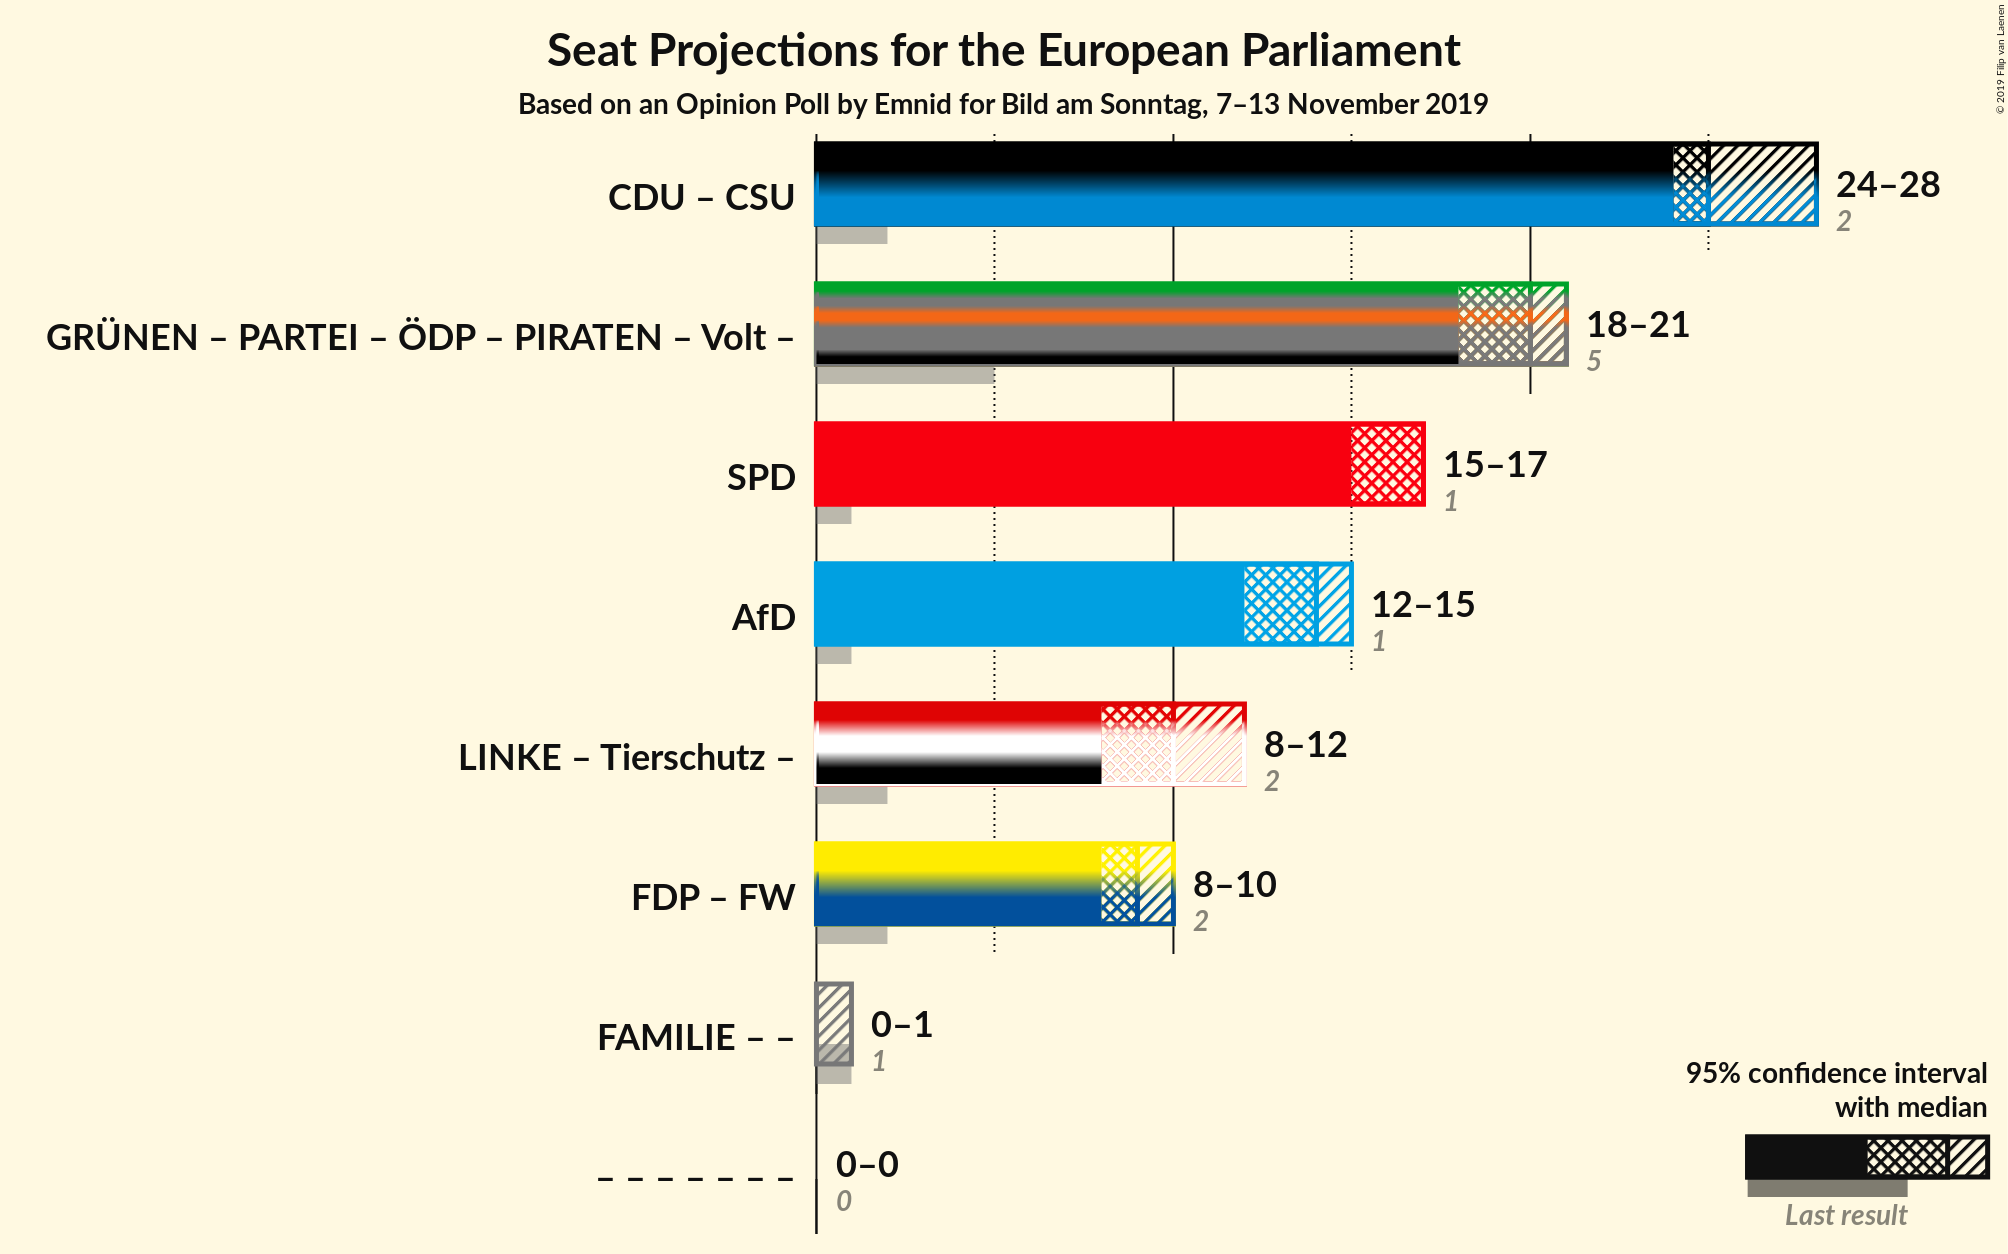 Seat Projections for the European Parliament
Based on an Opinion Poll by Emnid for Bild am Sonntag, 7–13 November 2019
© 2019 Filip van Laenen
CDU – CSU
24–28
2
GRÜNEN – PARTEI – ÖDP – PIRATEN – Volt –
18–21
5
SPD
15–17
1
AfD
12–15
1
LINKE – Tierschutz –
8–12
2
FDP – FW
8–10
2
FAMILIE – –
0–1
1
– – – – – – –
0–0
0
95% confidence interval
with median
Last result